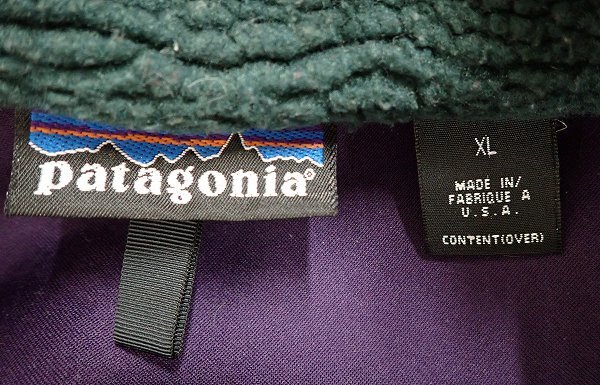 patagonia®
XL
MADE IN/
FABRIQUE A
U.S.A.
CONTENT(OVER)